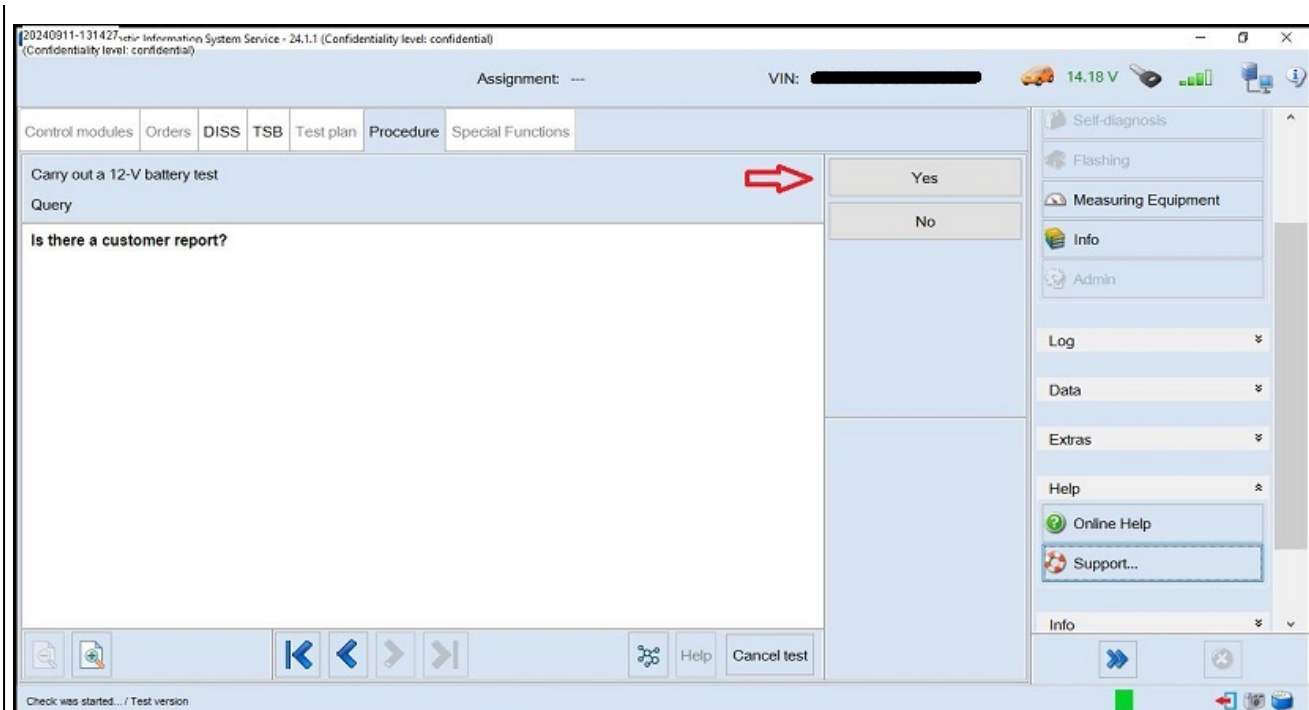 20240911-131427
stic Information System Service - 24.1.1 (Confidentiality level: confidential)
(Confidentiality level: confidential)
Assignment: ---
VIN:
14.18 V
Control modules
Orders
DISS
TSB
Test plan
Procedure
Special Functions
Carry out a 12-V battery test
Query
Is there a customer report?
Yes
No
Self-diagnosis
Flashing
Measuring Equipment
Info
Admin
Log
Data
Extras
Help
Online Help
Support...
Info
Help
Cancel test
Check was started... / Test version